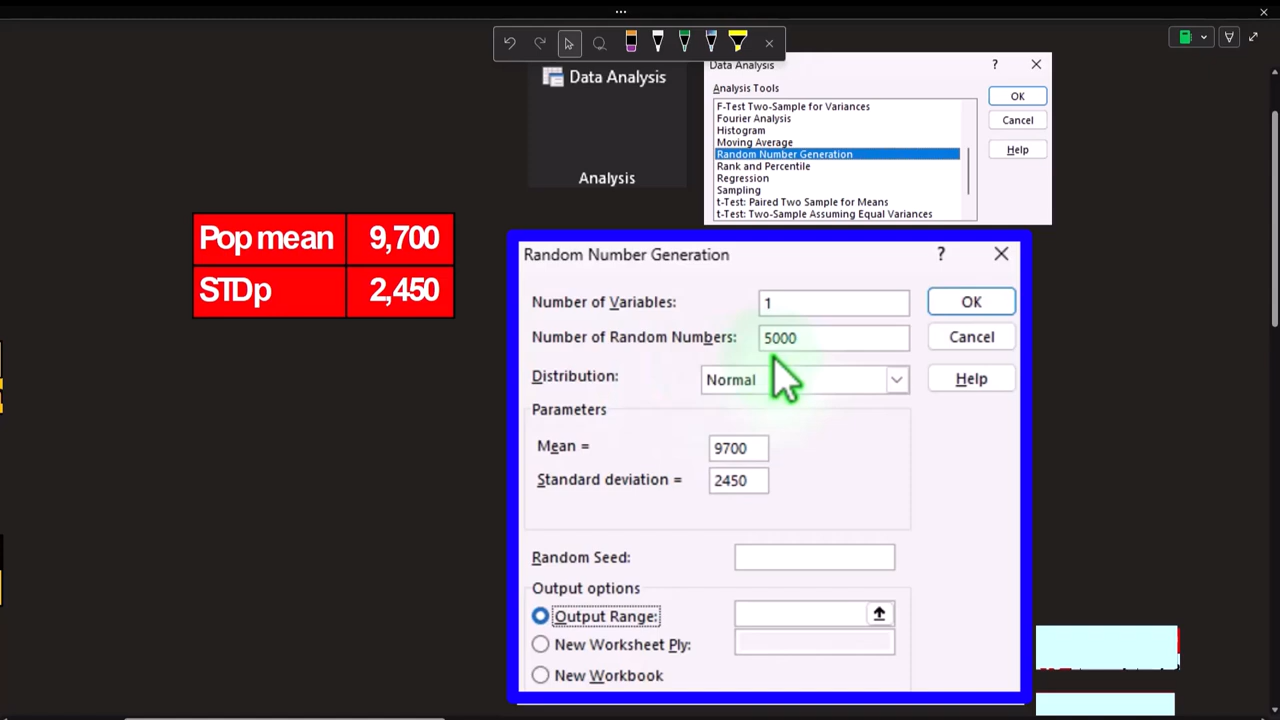 Data Analysis
Analysis
Data Analysis
?
Analysis Tools
F-Test Two-Sample for Variances
Fourier Analysis
Histogram
Moving Average
Random Number Generation
Rank and Percentile
Regression
Sampling
t-Test: Paired Two Sample for Means
t-Test: Two-Sample Assuming Equal Variances
OK
Cancel
Help
Pop mean 9,700
STDp 2,450
Random Number Generation ?
Number of Variables: 1
Number of Random Numbers: 5000
Distribution: Normal
Parameters
Mean = 9700
Standard deviation = 2450
Random Seed:
Output options
Output Range:
New Worksheet Ply:
New Workbook
OK
Cancel
Help